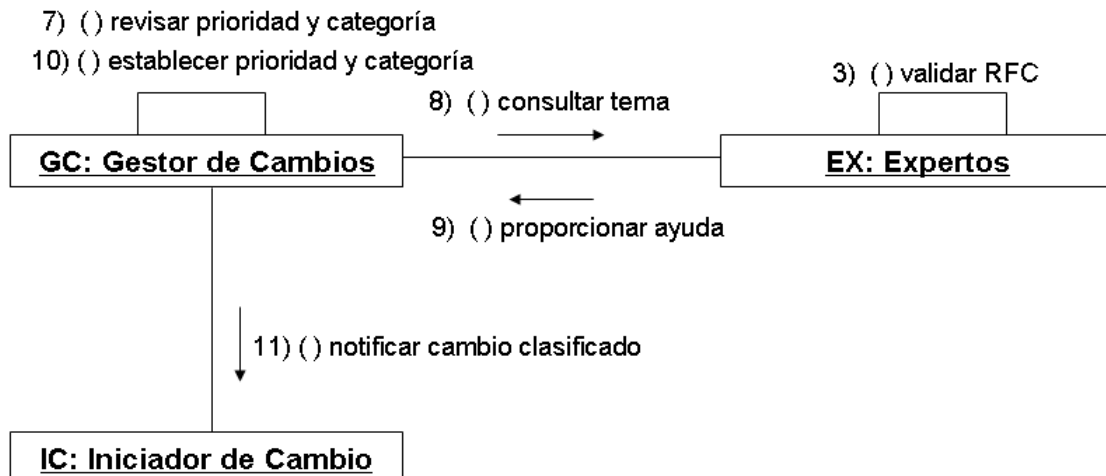 7) ( ) revisar prioridad y categoría
10) ( ) establecer prioridad y categoría
3) ( ) validar RFC
8) ( ) consultar tema
GC: Gestor de Cambios
EX: Expertos
9) ( ) proporcionar ayuda
11) ( ) notificar cambio clasificado
IC: Iniciador de Cambio